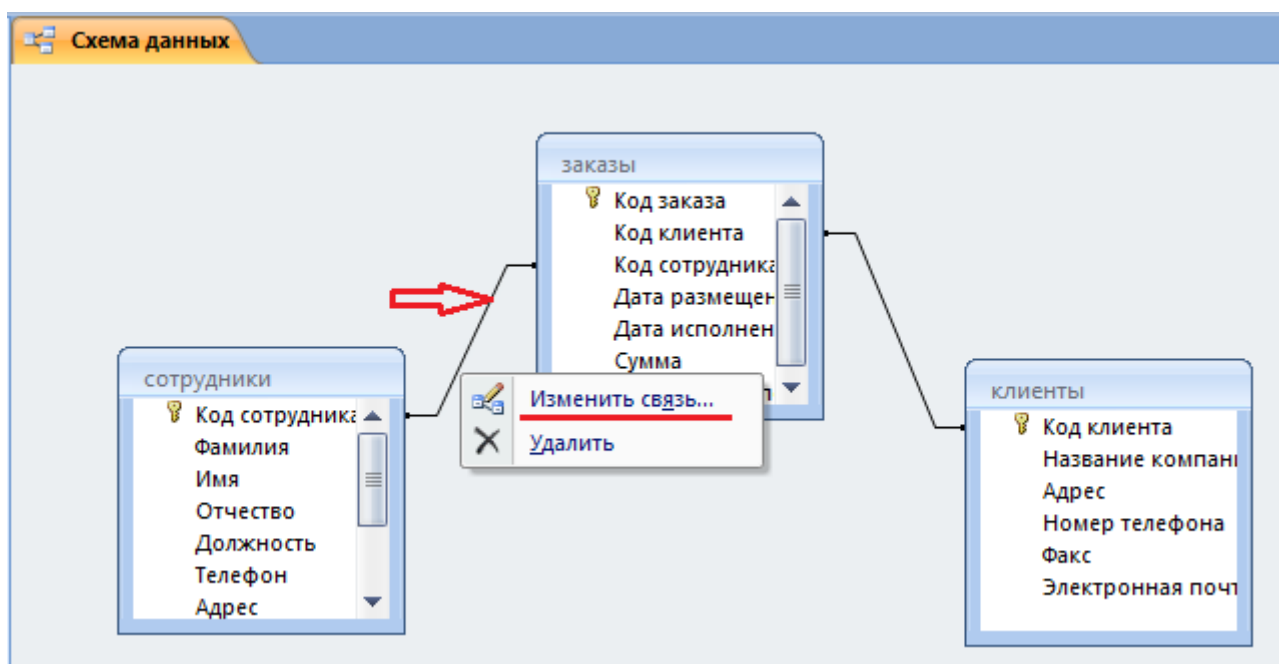 Схема данных
заказы
Код заказа
Код клиента
Код сотрудника
Дата размещен
Дата исполнен
Сумма
сотрудники
Код сотрудника
Фамилия
Имя
Отчество
Должность
Телефон
Адрес
Изменить связь...
Удалить
клиенты
Код клиента
Название компани
Адрес
Номер телефона
Факс
Электронная почт